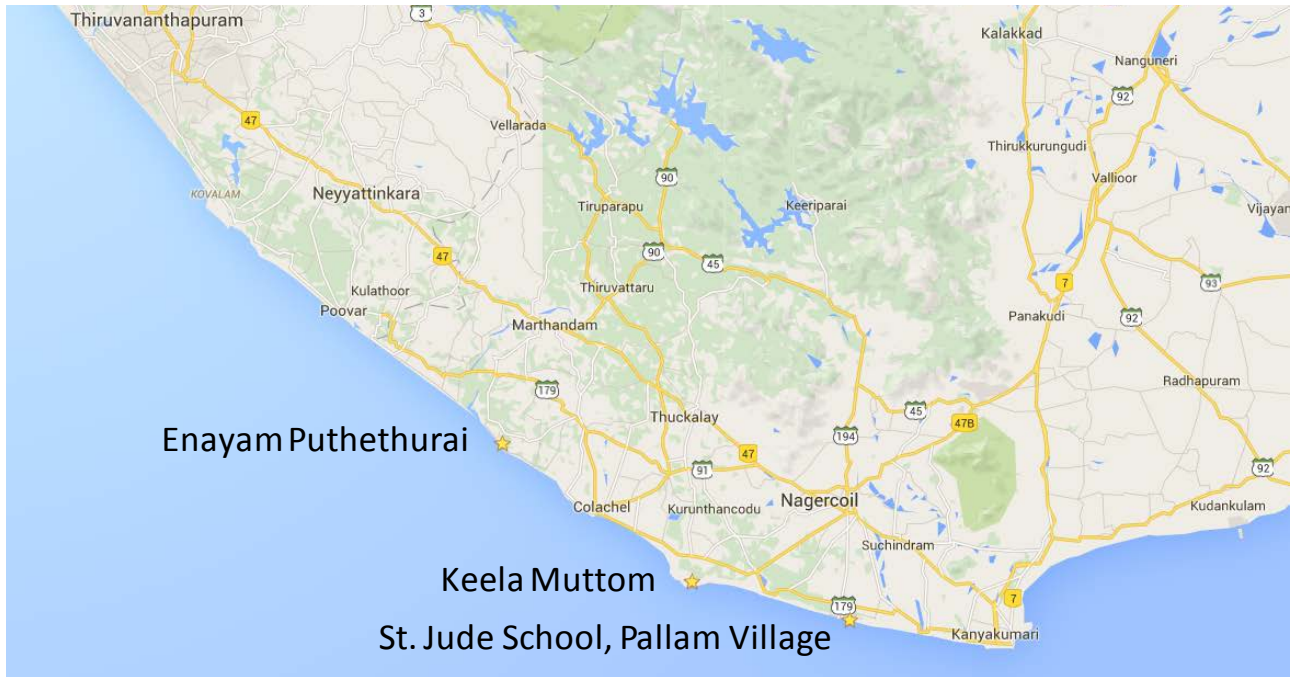 Thiruvananthapuram
3
Kalakkad
Nanguneri
92
47
Vellarada
Thirukkurungudi
Vallioor
90
KOVALAM
Neyyattinkara
Tiruparapu
Keeriparai
Vijayan
47
90
45
Kulathoor
Thiruvattaru
7
93
Poovar
Marthandam
Panakudi
92
179
Radhapuram
Thuckalay
45
47B
194
Enayam Puthethurai
47
91
92
Colachel
Kurunthancodu
Nagercoil
Kudankulam
Suchindram
Keela Muttom
7
179
St. Jude School, Pallam Village
Kanyakumari